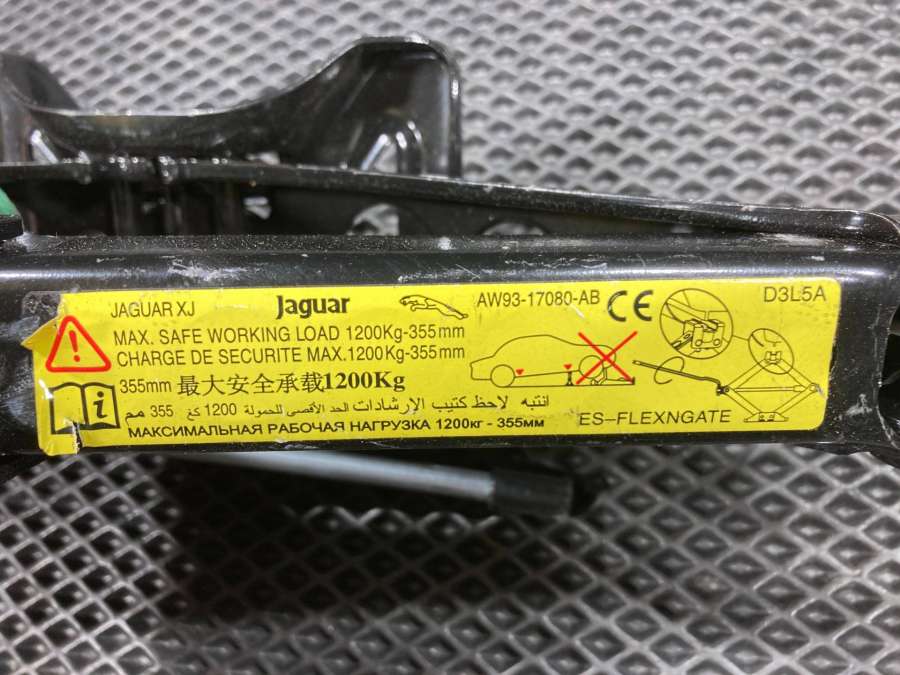 JAGUAR XJ Jaguar AW93-17080-AB CE D3L5A
MAX. SAFE WORKING LOAD 1200Kg-355mm
CHARGE DE SECURITE MAX.1200Kg-355mm
355mm 最大安全承载1200Kg
انتبه لاحظ كتيب الإرشادات الحد الأقصى للحمولة 1200 كغ 355 مم
МАКСИМАЛЬНАЯ РАБОЧАЯ НАГРУЗКА 1200кг - 355мм
ES-FLEXNGATE